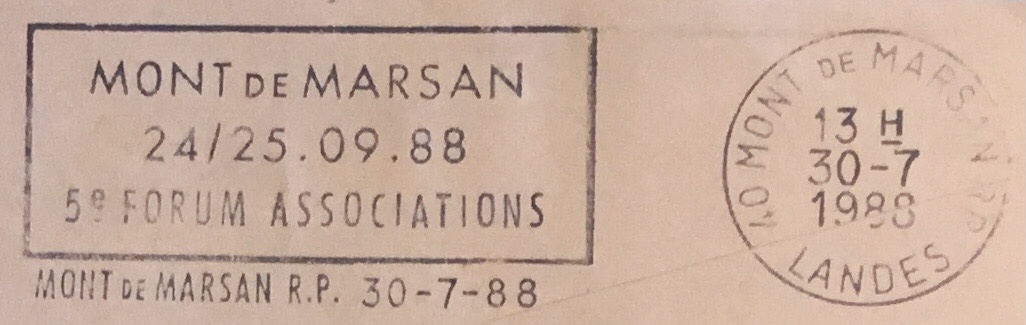 MONT DE MARSAN
24/25.09.88
5e FORUM ASSOCIATIONS
MONT DE MARSAN R.P. 30-7-88
40 MONT DE MARSAN RP
13 H
30-7
1988
LANDES